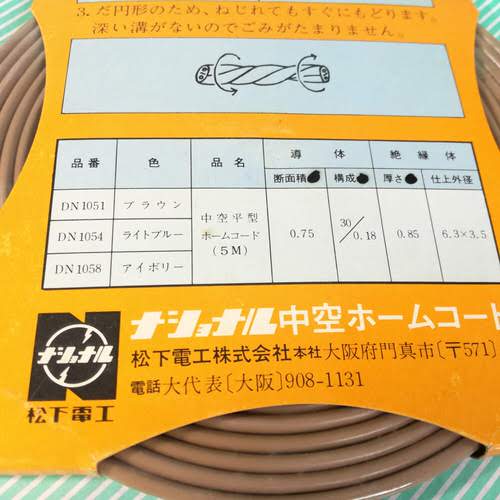 3. だ円形のため、ねじれてもすぐにもどります。
深い溝がないのでごみがたまりません。
品番 色 品名 導体 絶縁体
断面積 構成 厚さ 仕上外径
DN1051 ブラウン
DN1054 ライトブルー
DN1058 アイボリー
中空平型
ホームコード
(5M)
0.75 30/0.18 0.85 6.3×3.5
ナショナル中空ホームコード
松下電工株式会社 本社 大阪府門真市(〒571)
電話 大代表〔大阪〕908-1131
ナショナル
松下電工